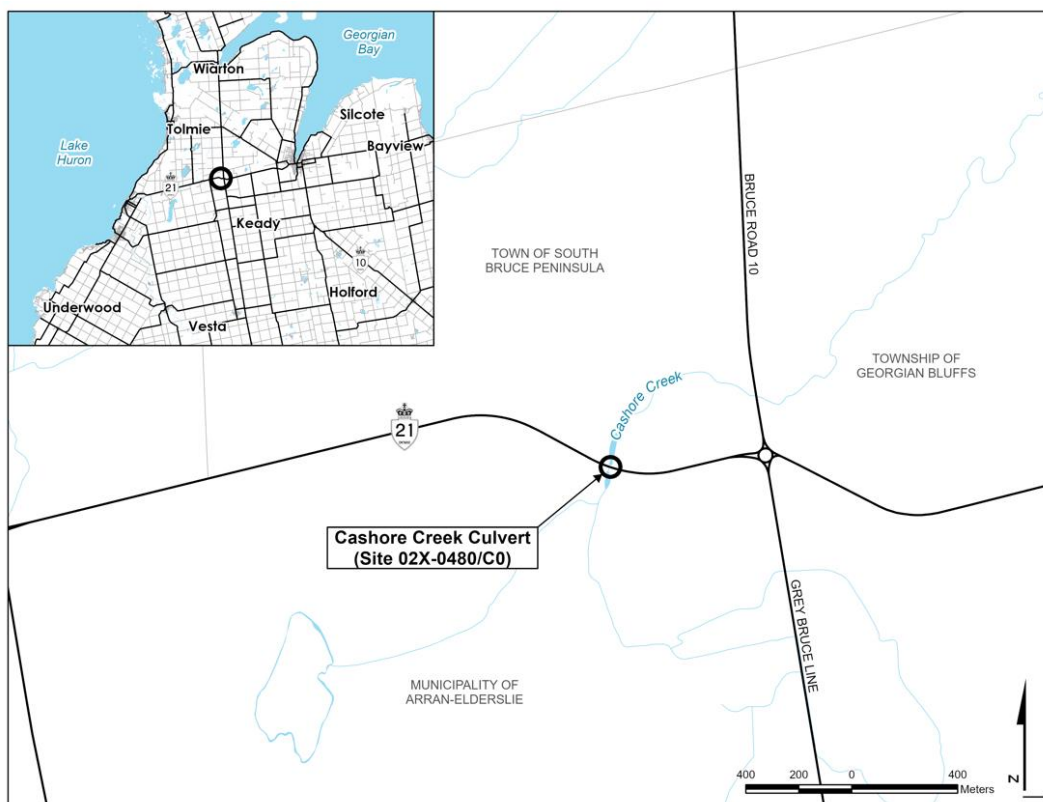 Georgian
Bay
Wiarton
Silcote
Tolmie
Bayview
Lake
Huron
21
Keady
10
Underwood
Holford
Vesta
BRUCE ROAD 10
TOWN OF SOUTH
BRUCE PENINSULA
TOWNSHIP OF
GEORGIAN BLUFFS
Cashore Creek
21
Cashore Creek Culvert
(Site 02X-0480/C0)
GREY BRUCE LINE
MUNICIPALITY OF
ARRAN-ELDERSLIE
400 200 0 400
Meters
N